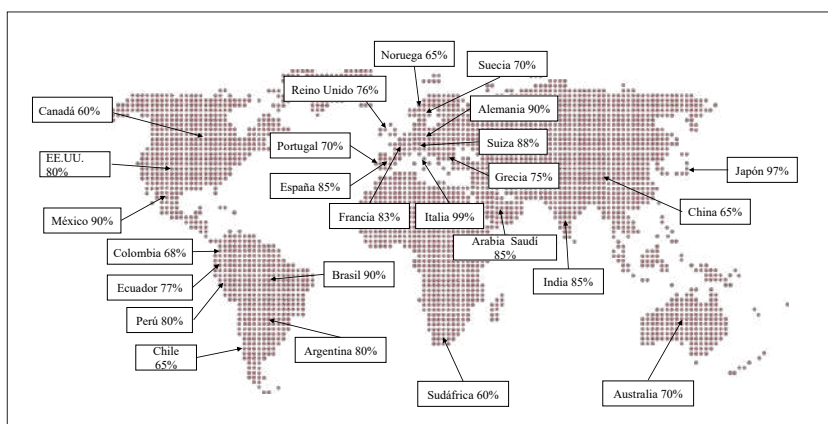 Noruega 65%
Suecia 70%
Reino Unido 76%
Alemania 90%
Canadá 60%
Suiza 88%
Portugal 70%
EE.UU.
80%
Grecia 75%
Japón 97%
España 85%
México 90%
Francia 83%
Italia 99%
China 65%
Arabia Saudí
85%
Colombia 68%
Ecuador 77%
Brasil 90%
India 85%
Perú 80%
Chile
65%
Argentina 80%
Sudáfrica 60%
Australia 70%